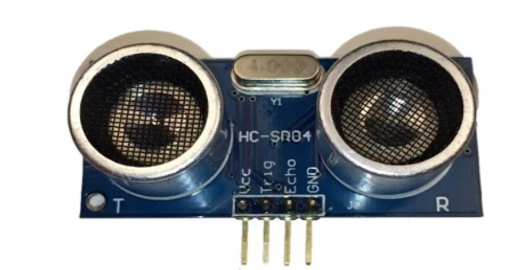 4.000
Y1
HC-SR04
Vcc
Trig
Echo
GND
T
R